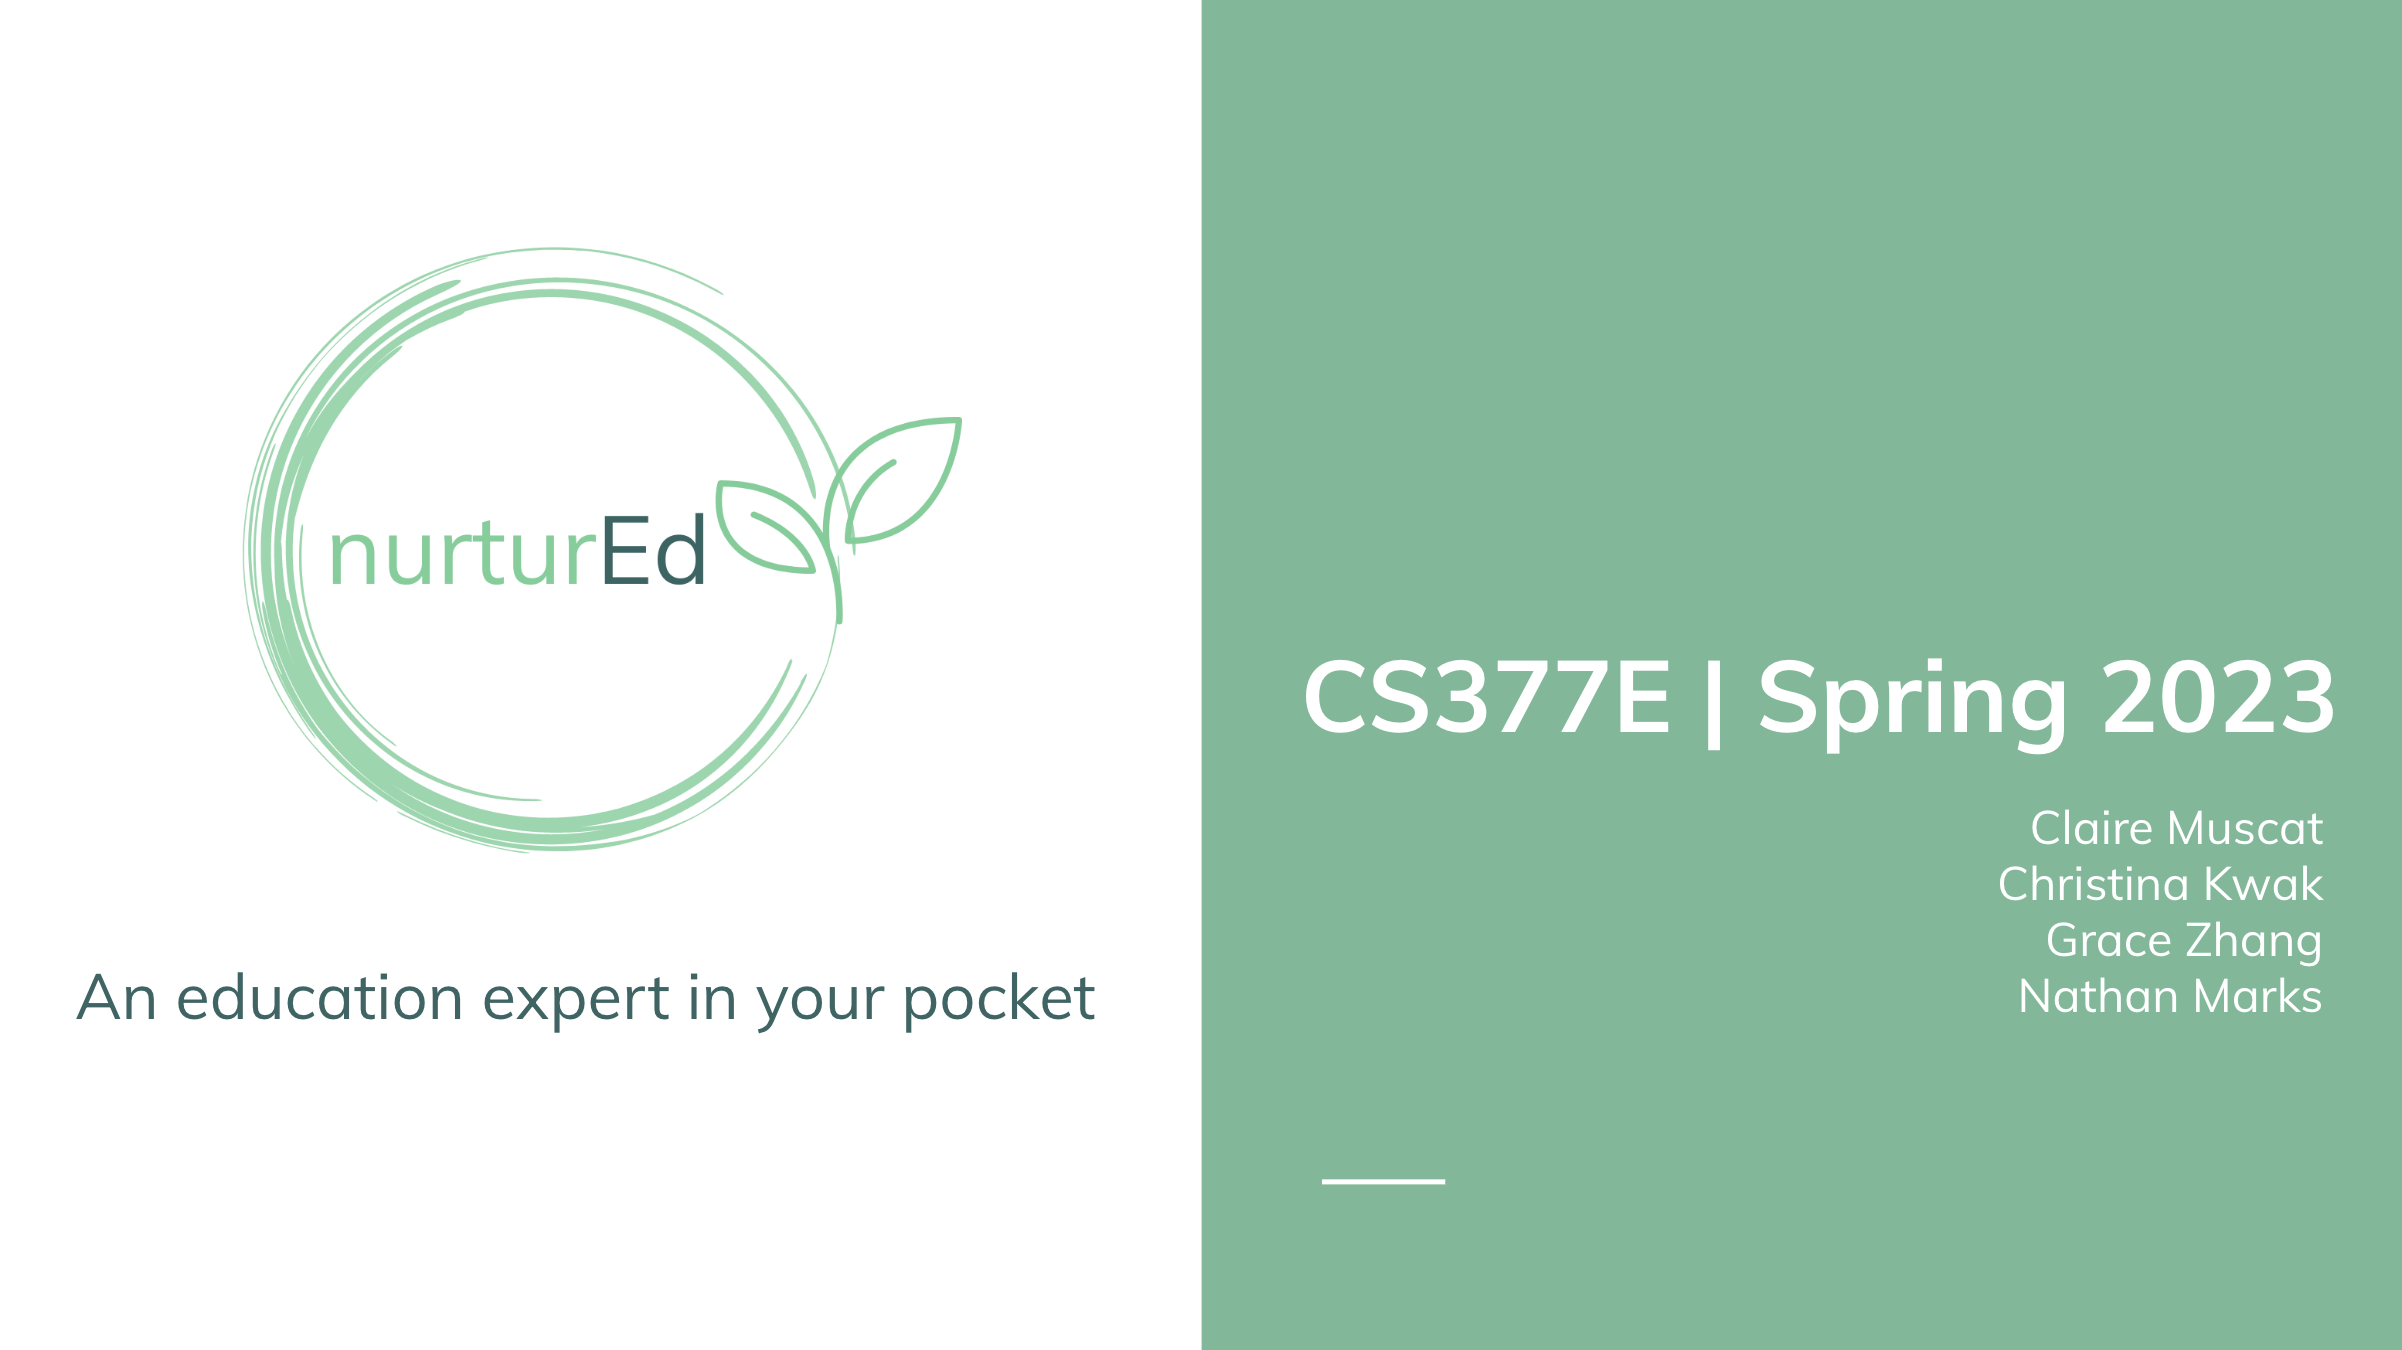 nurturEd
An education expert in your pocket
CS377E | Spring 2023
Claire Muscat
Christina Kwak
Grace Zhang
Nathan Marks